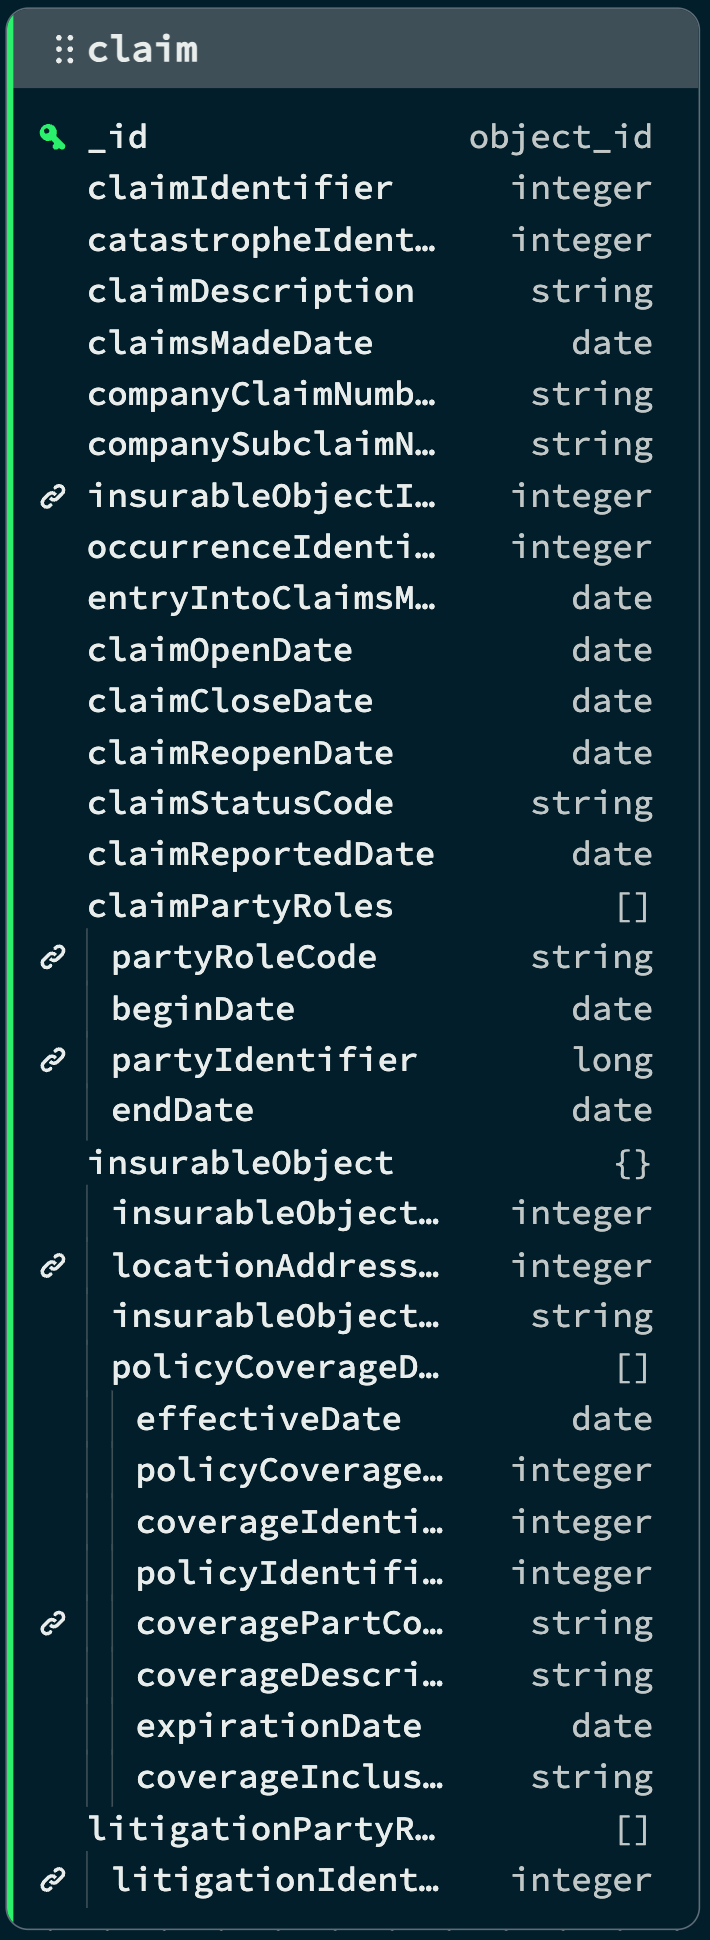 claim
_id object_id
claimIdentifier integer
catastropheIdent… integer
claimDescription string
claimsMadeDate date
companyClaimNumb… string
companySubclaimN… string
insurableObjectI… integer
occurrenceIdenti… integer
entryIntoClaimsM… date
claimOpenDate date
claimCloseDate date
claimReopenDate date
claimStatusCode string
claimReportedDate date
claimPartyRoles []
partyRoleCode string
beginDate date
partyIdentifier long
endDate date
insurableObject {}
insurableObject… integer
locationAddress… integer
insurableObject… string
policyCoverageD… []
effectiveDate date
policyCoverage… integer
coverageIdenti… integer
policyIdentifi… integer
coveragePartCo… string
coverageDescri… string
expirationDate date
coverageInclus… string
litigationPartyR… []
litigationIdent… integer